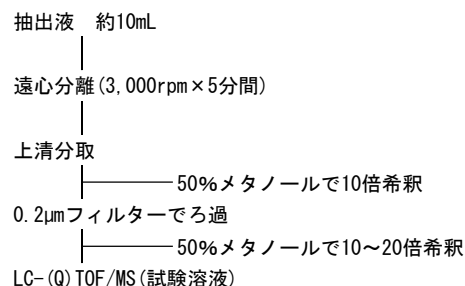 抽出液　約10mL
遠心分離(3,000rpm×5分間)
上清分取
50%メタノールで10倍希釈
0.2μmフィルターでろ過
50%メタノールで10～20倍希釈
LC-(Q)TOF/MS(試験溶液)